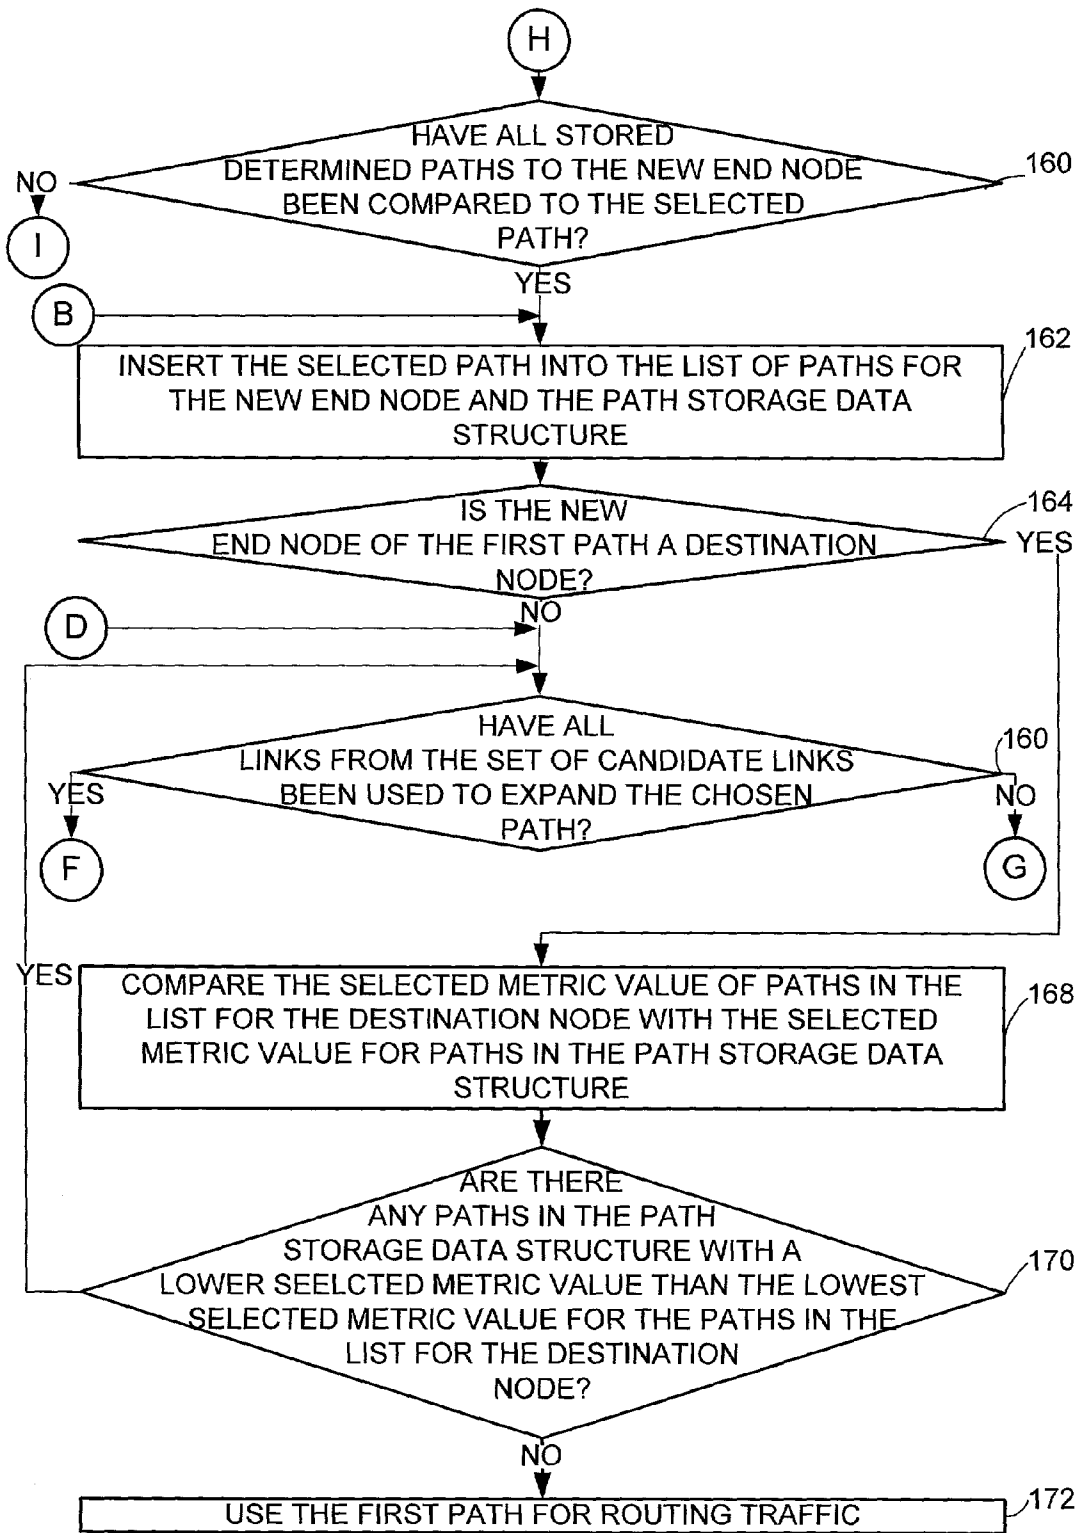 H
HAVE ALL STORED
DETERMINED PATHS TO THE NEW END NODE
BEEN COMPARED TO THE SELECTED
PATH?
160
NO
I
YES
B
162
INSERT THE SELECTED PATH INTO THE LIST OF PATHS FOR
THE NEW END NODE AND THE PATH STORAGE DATA
STRUCTURE
164
IS THE NEW
END NODE OF THE FIRST PATH A DESTINATION
NODE?
YES
NO
D
HAVE ALL
LINKS FROM THE SET OF CANDIDATE LINKS
BEEN USED TO EXPAND THE CHOSEN
PATH?
160
YES
NO
F
G
YES
COMPARE THE SELECTED METRIC VALUE OF PATHS IN THE
LIST FOR THE DESTINATION NODE WITH THE SELECTED
METRIC VALUE FOR PATHS IN THE PATH STORAGE DATA
STRUCTURE
168
ARE THERE
ANY PATHS IN THE PATH
STORAGE DATA STRUCTURE WITH A
LOWER SEELCTED METRIC VALUE THAN THE LOWEST
SELECTED METRIC VALUE FOR THE PATHS IN THE
LIST FOR THE DESTINATION
NODE?
170
NO
USE THE FIRST PATH FOR ROUTING TRAFFIC
172